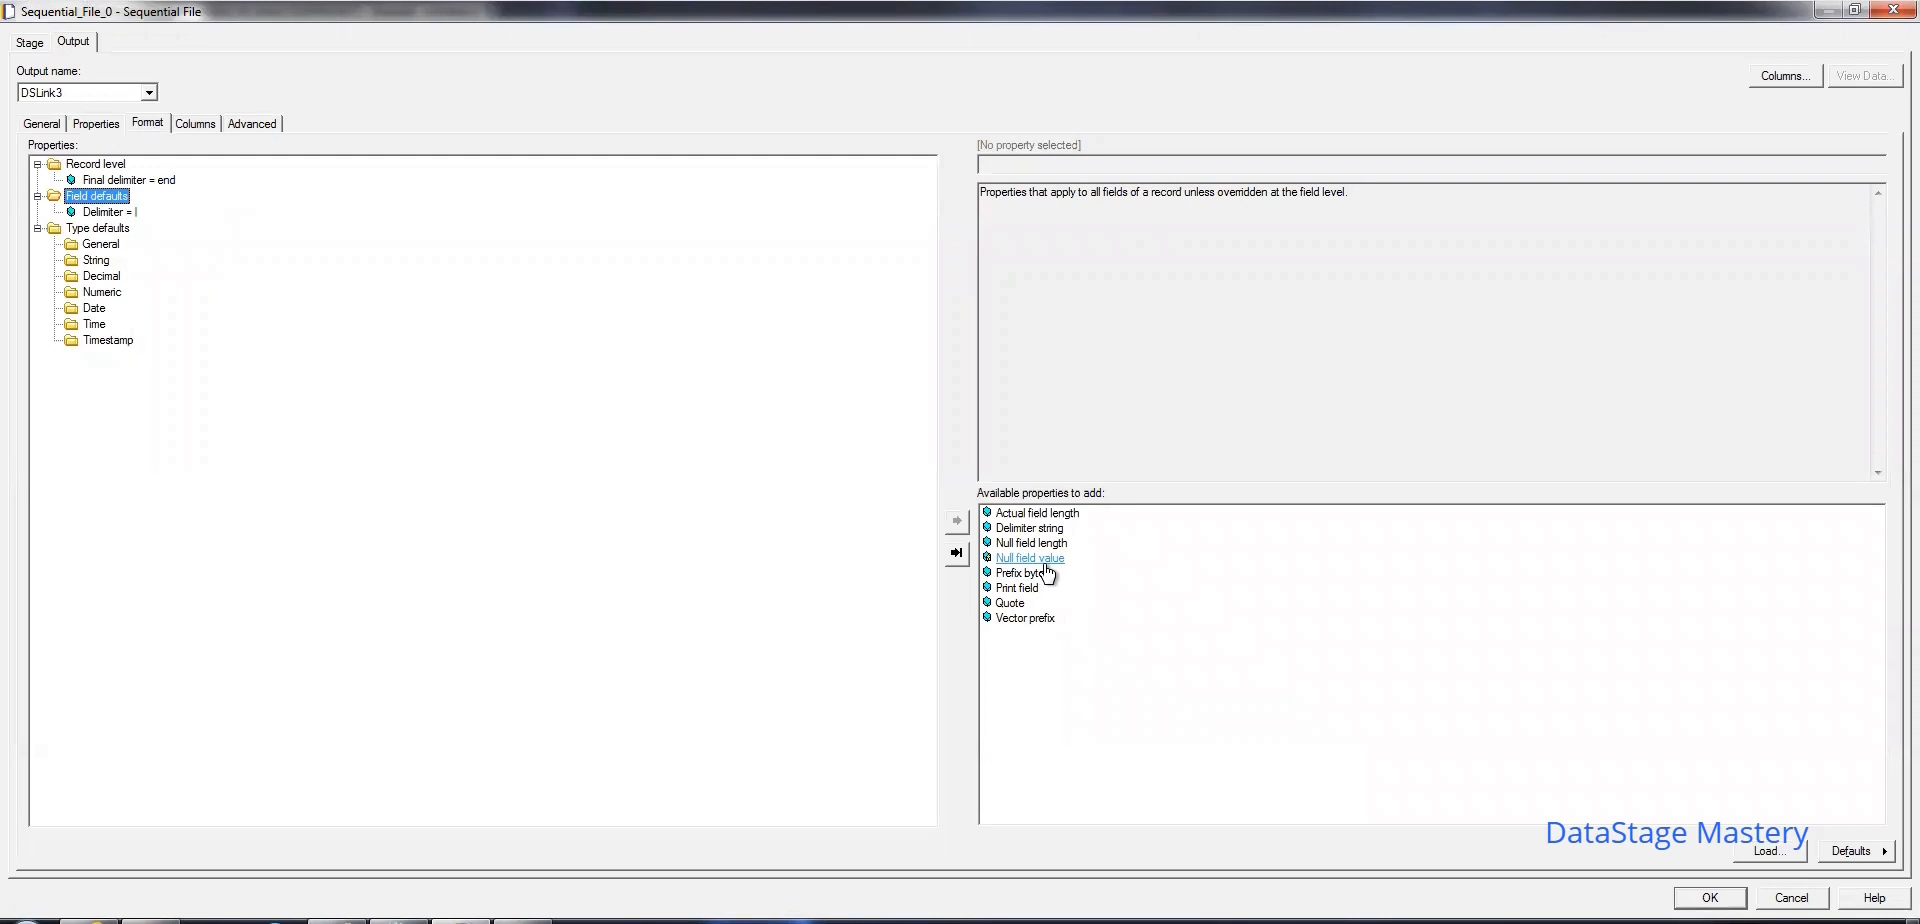 Sequential_File_0 - Sequential File
Stage
Output
Output name:
DSLink3
Columns...
View Data...
General
Properties
Format
Columns
Advanced
Properties:
Record level
Final delimiter = end
Field defaults
Delimiter = |
Type defaults
General
String
Decimal
Numeric
Date
Time
Timestamp
[No property selected]
Properties that apply to all fields of a record unless overridden at the field level.
Available properties to add:
Actual field length
Delimiter string
Null field length
Null field value
Prefix byte
Print field
Quote
Vector prefix
DataStage Mastery
Load...
Defaults
OK
Cancel
Help